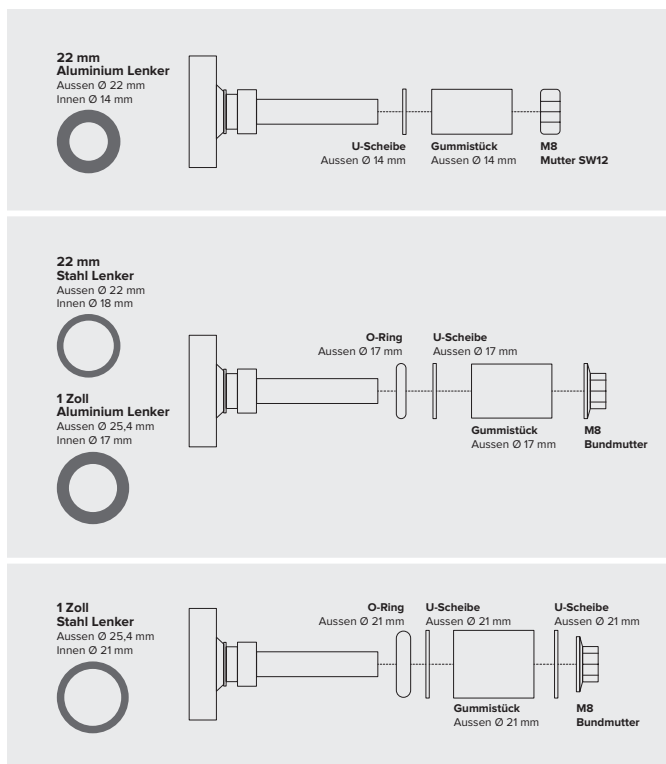 22 mm
Aluminium Lenker
Aussen Ø 22 mm
Innen Ø 14 mm
U-Scheibe
Aussen Ø 14 mm
Gummistück
Aussen Ø 14 mm
M8
Mutter SW12
22 mm
Stahl Lenker
Aussen Ø 22 mm
Innen Ø 18 mm
1 Zoll
Aluminium Lenker
Aussen Ø 25,4 mm
Innen Ø 17 mm
O-Ring
Aussen Ø 17 mm
U-Scheibe
Aussen Ø 17 mm
Gummistück
Aussen Ø 17 mm
M8
Bundmutter
1 Zoll
Stahl Lenker
Aussen Ø 25,4 mm
Innen Ø 21 mm
O-Ring
Aussen Ø 21 mm
U-Scheibe
Aussen Ø 21 mm
U-Scheibe
Aussen Ø 21 mm
Gummistück
Aussen Ø 21 mm
M8
Bundmutter